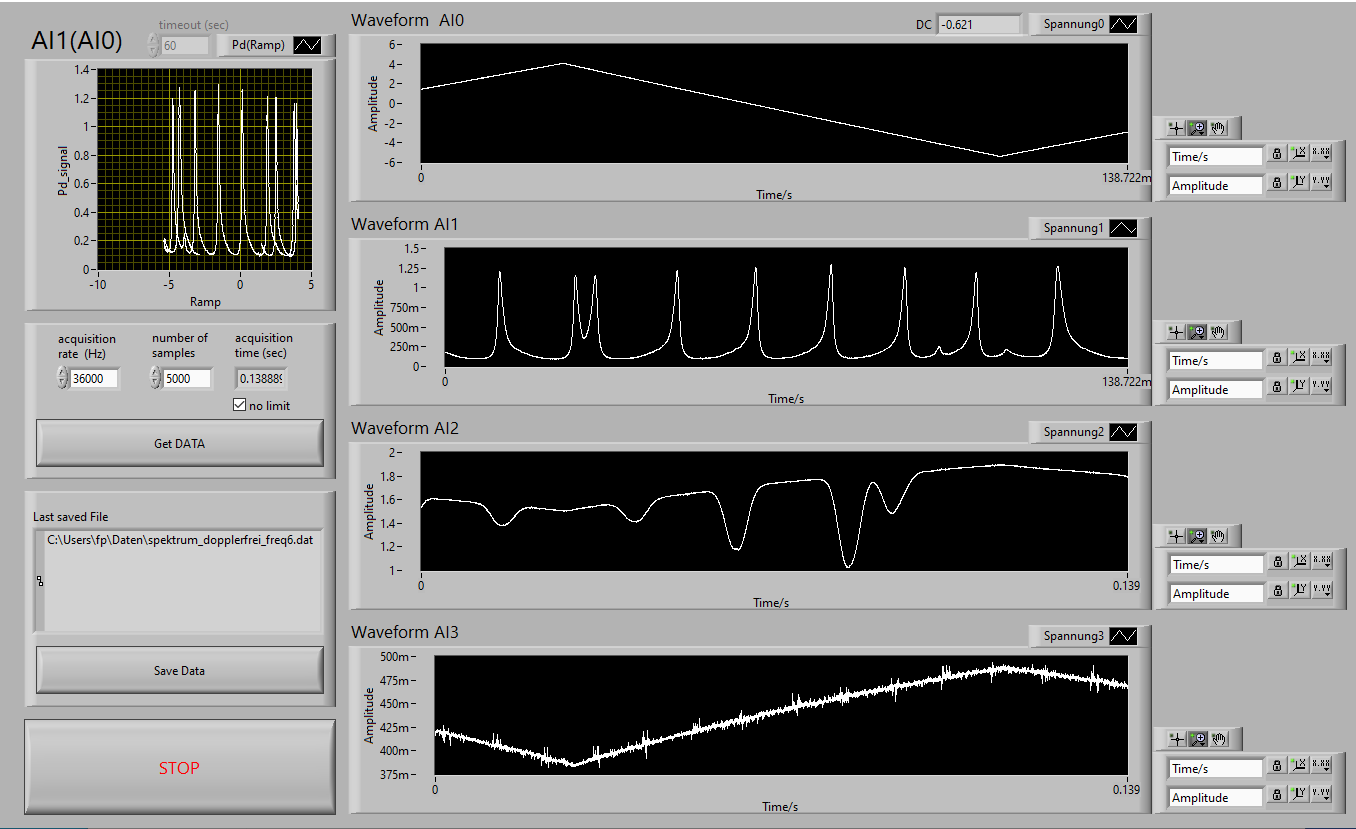 AI1(AI0)
timeout (sec)
60
Pd(Ramp)
1.4
1.2
1
0.8
0.6
0.4
0.2
0
Pd_signal
-10
-5
0
5
Ramp
acquisition
rate (Hz)
number of
samples
acquisition
time (sec)
36000
5000
no limit
Get DATA
Last saved File
C:\Users\fp\Daten\spektrum_dopplerfrei_freq6.dat
Save Data
STOP
Waveform AI0
DC
-0.621
Spannung0
6
4
2
0
-2
-4
-6
Amplitude
0
138.722m
Time/s
Time/s
Amplitude
Waveform AI1
Spannung1
1.5
1.25
1
750m
500m
250m
0
Amplitude
0
138.722m
Time/s
Time/s
Amplitude
Waveform AI2
Spannung2
2
1.8
1.6
1.4
1.2
1
Amplitude
0
0.139
Time/s
Time/s
Amplitude
Waveform AI3
Spannung3
500m
475m
450m
425m
400m
375m
Amplitude
0
0.139
Time/s
Time/s
Amplitude